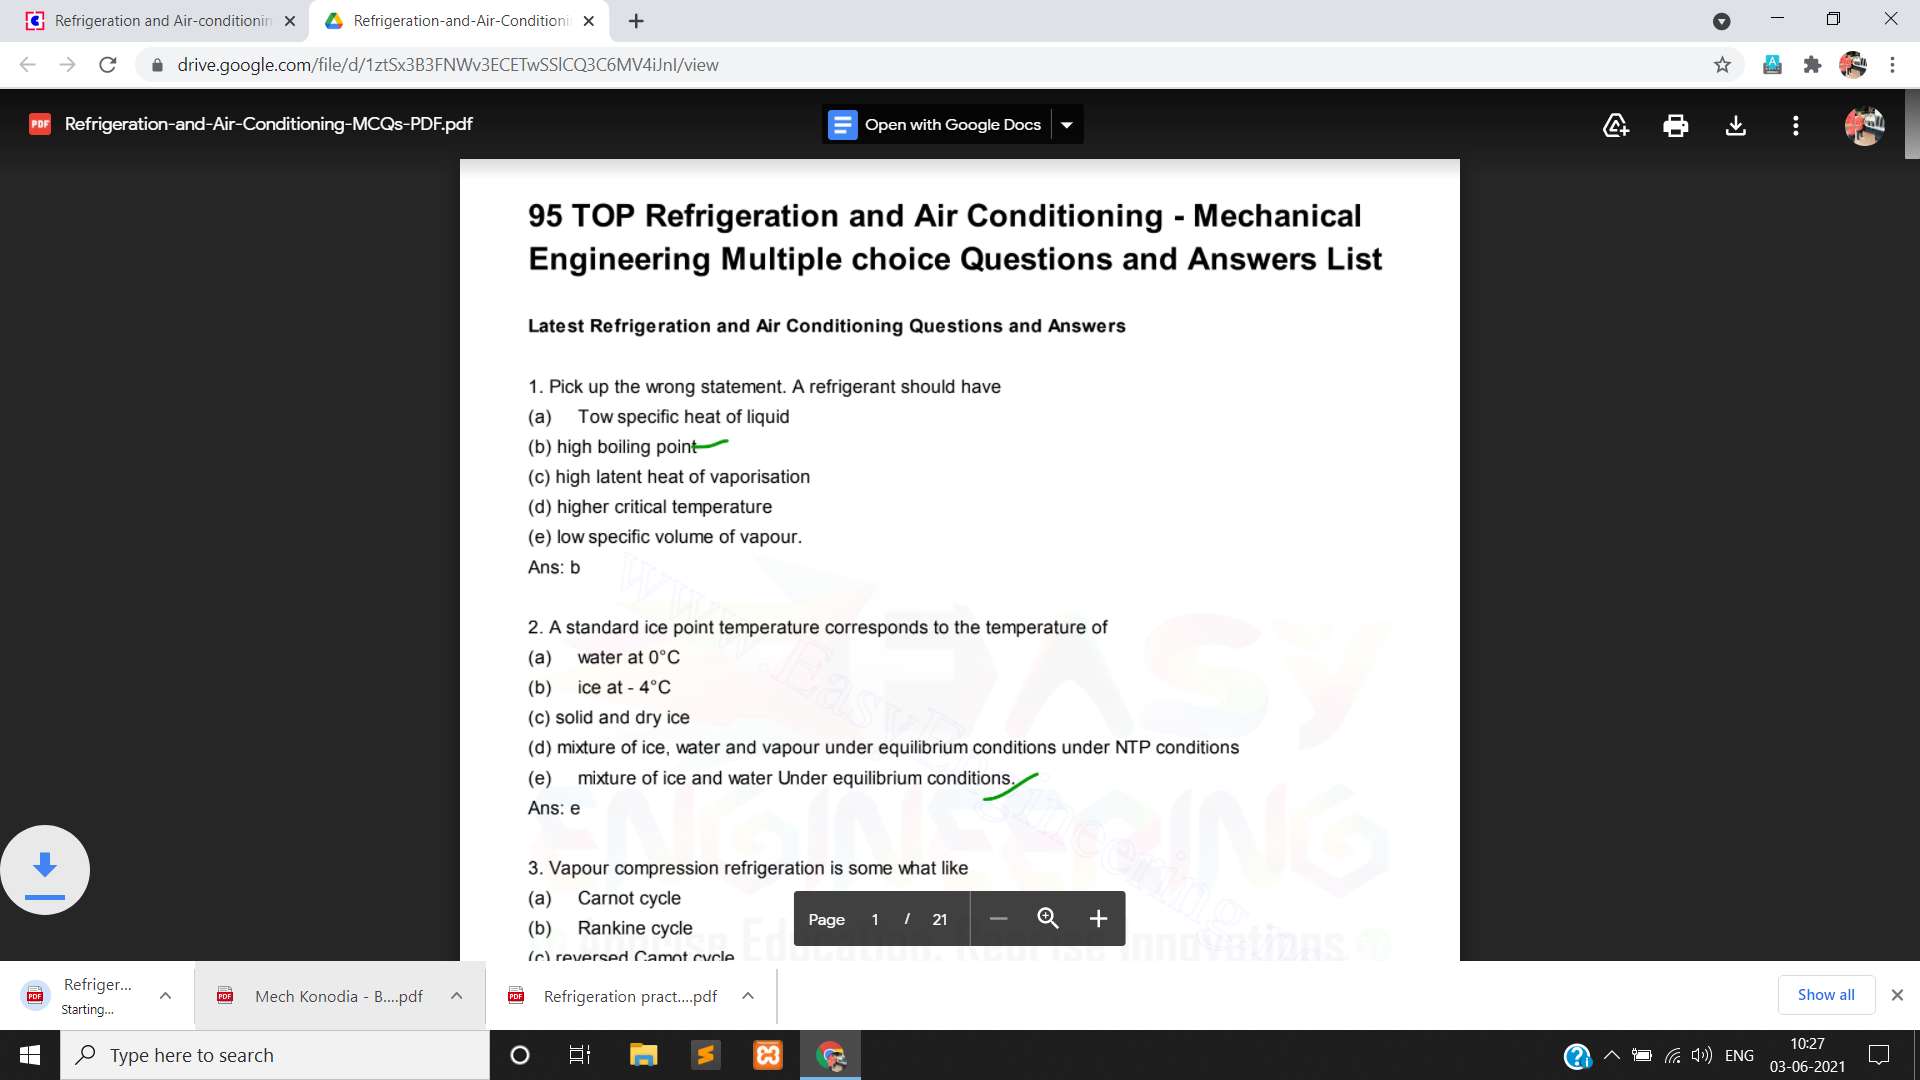 Refrigeration and Air-conditionin
Refrigeration-and-Air-Conditioni
drive.google.com/file/d/1ztSx3B3FNWv3ECETwSSlCQ3C6MV4iJnI/view
PDF Refrigeration-and-Air-Conditioning-MCQs-PDF.pdf
Open with Google Docs
95 TOP Refrigeration and Air Conditioning - Mechanical
Engineering Multiple choice Questions and Answers List
Latest Refrigeration and Air Conditioning Questions and Answers
1. Pick up the wrong statement. A refrigerant should have
(a) Tow specific heat of liquid
(b) high boiling point
(c) high latent heat of vaporisation
(d) higher critical temperature
(e) low specific volume of vapour.
Ans: b
2. A standard ice point temperature corresponds to the temperature of
(a) water at 0°C
(b) ice at - 4°C
(c) solid and dry ice
(d) mixture of ice, water and vapour under equilibrium conditions under NTP conditions
(e) mixture of ice and water Under equilibrium conditions.
Ans: e
3. Vapour compression refrigeration is some what like
(a) Carnot cycle
(b) Rankine cycle
(c) reversed Camot cycle
EASY
ENGINEERING
Page 1 / 21
Refriger...
Starting...
Mech Konodia - B....pdf
Refrigeration pract....pdf
Show all
Type here to search
ENG
10:27
03-06-2021